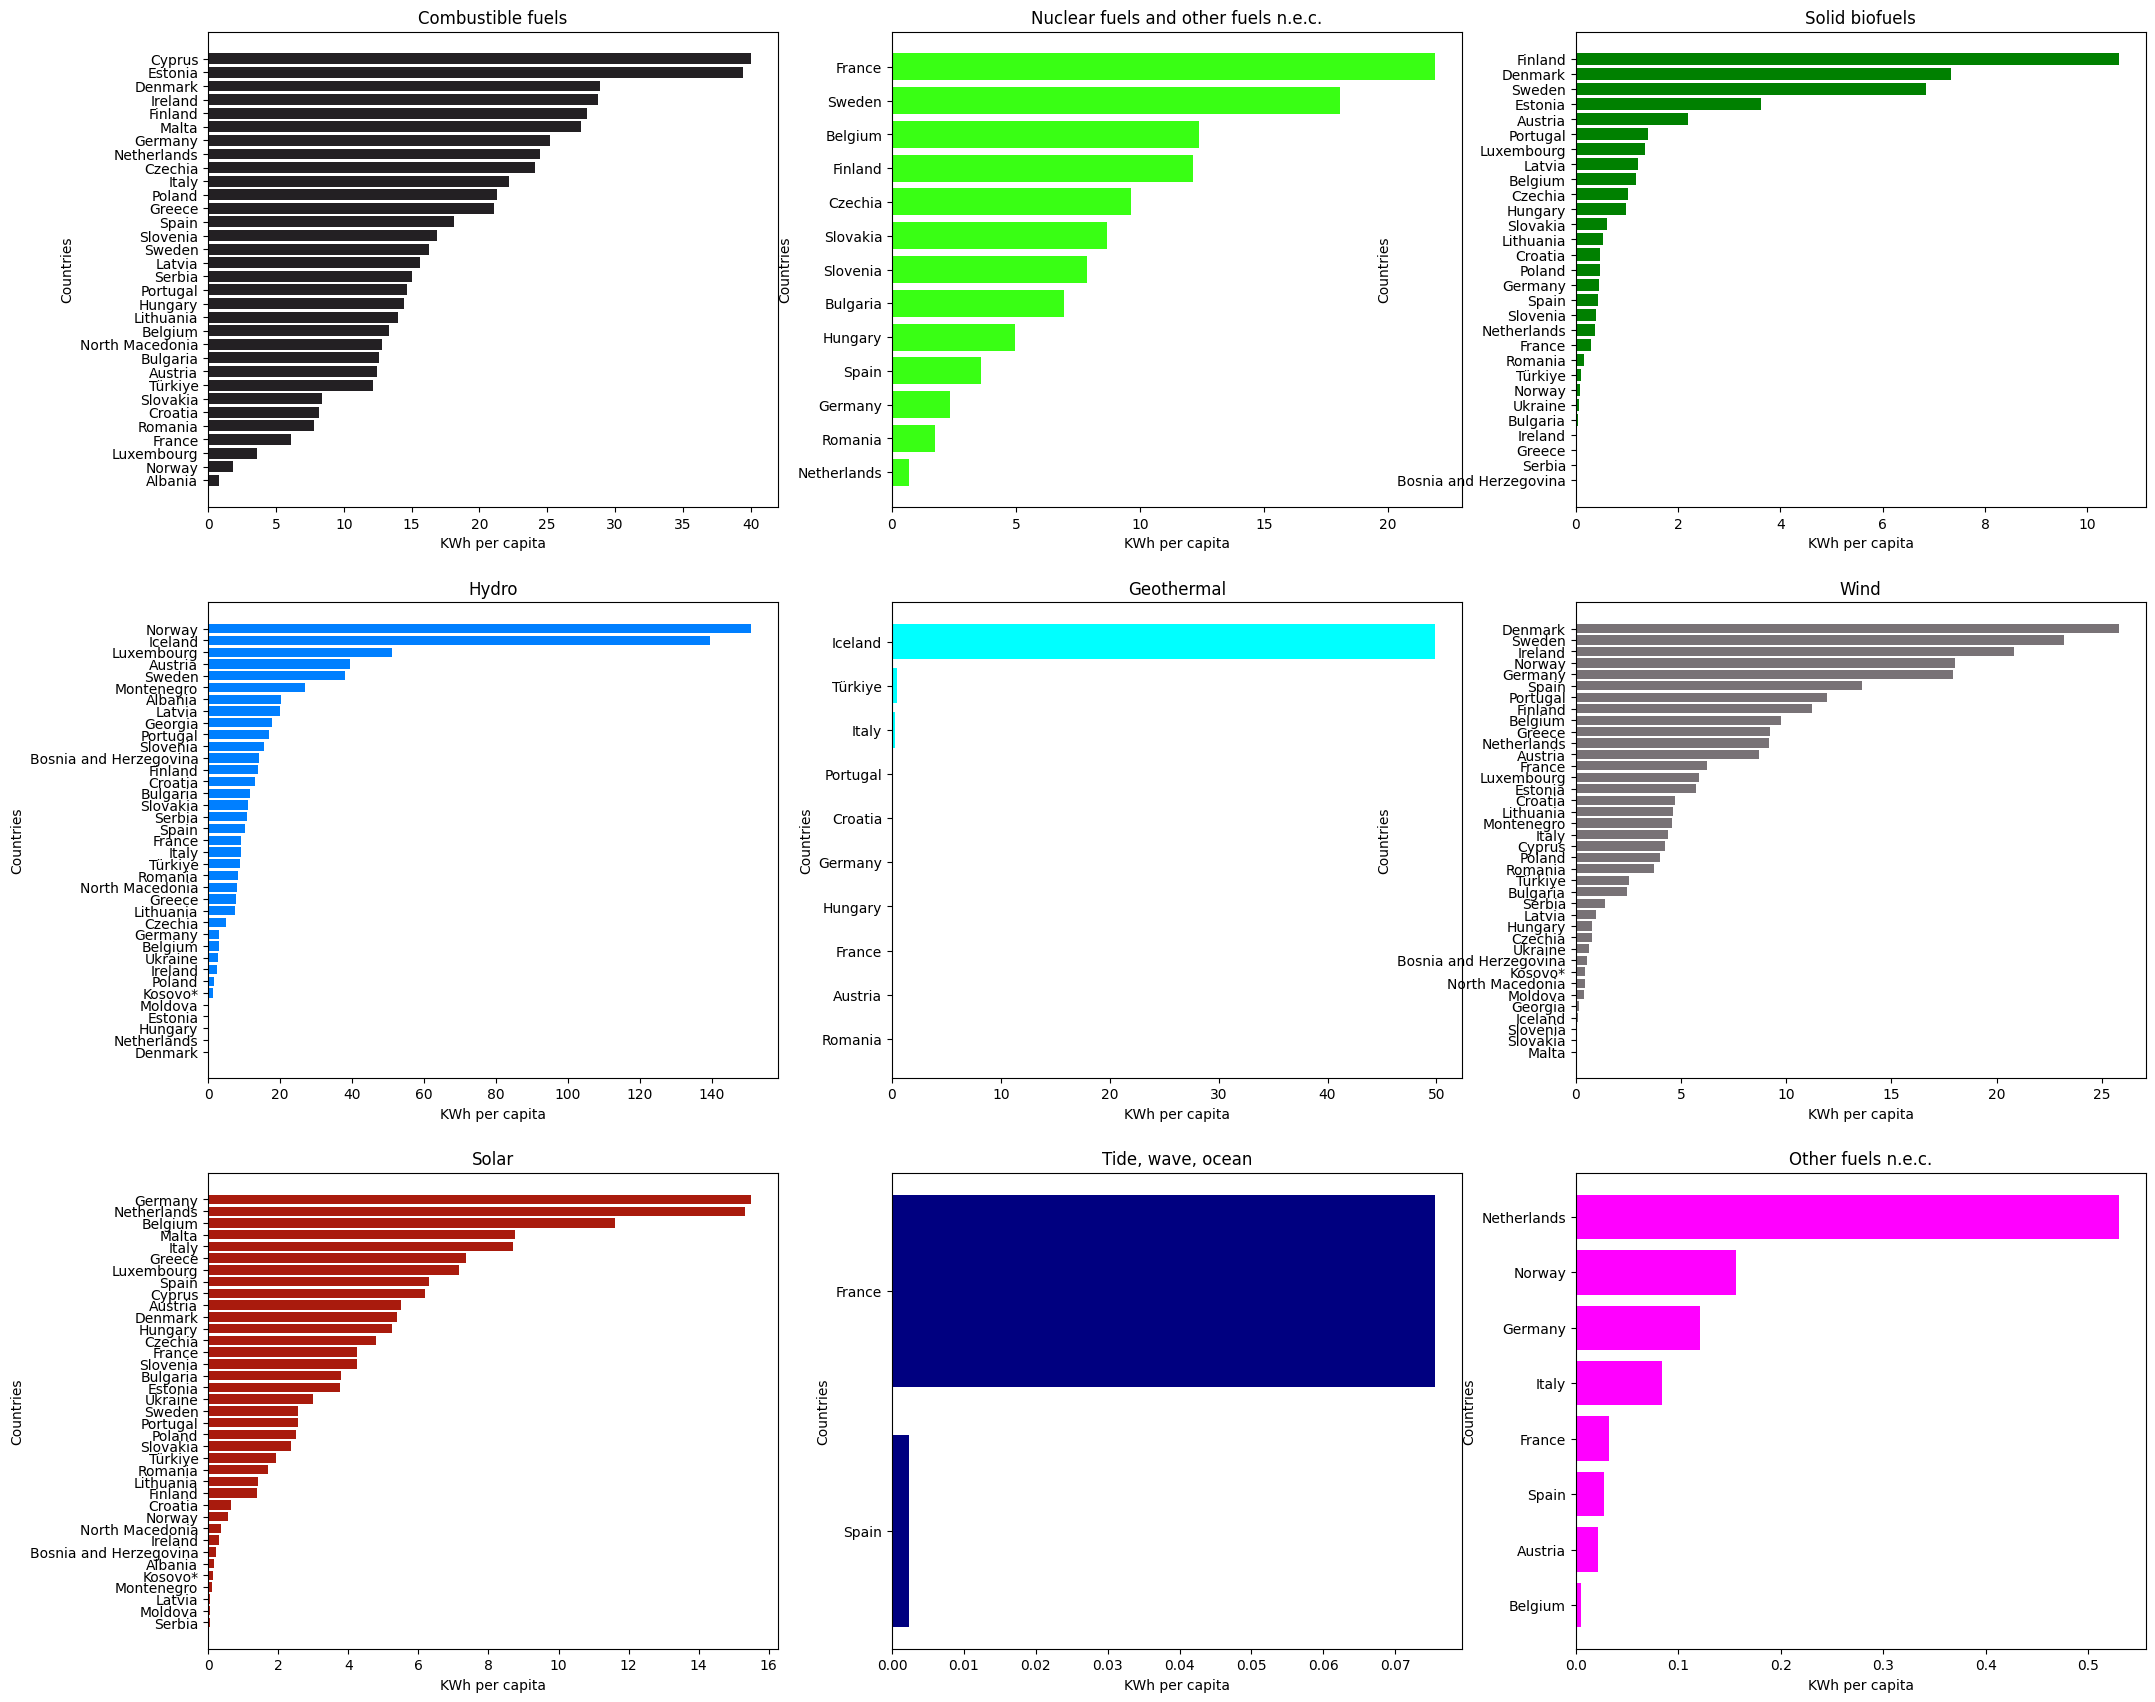 Combustible fuels
Countries
Cyprus
Estonia
Denmark
Ireland
Finland
Malta
Germany
Netherlands
Czechia
Italy
Poland
Greece
Spain
Slovenia
Sweden
Latvia
Serbia
Portugal
Hungary
Lithuania
Belgium
North Macedonia
Bulgaria
Austria
Türkiye
Slovakia
Croatia
Romania
France
Luxembourg
Norway
Albania
0 5 10 15 20 25 30 35 40
KWh per capita
Nuclear fuels and other fuels n.e.c.
Countries
France
Sweden
Belgium
Finland
Czechia
Slovakia
Slovenia
Bulgaria
Hungary
Spain
Germany
Romania
Netherlands
0 5 10 15 20
KWh per capita
Solid biofuels
Countries
Finland
Denmark
Sweden
Estonia
Austria
Portugal
Luxembourg
Latvia
Belgium
Czechia
Hungary
Slovakia
Lithuania
Croatia
Poland
Germany
Spain
Slovenia
Netherlands
France
Romania
Türkiye
Norway
Ukraine
Bulgaria
Ireland
Greece
Serbia
Bosnia and Herzegovina
0 2 4 6 8 10
KWh per capita
Hydro
Countries
Norway
Iceland
Luxembourg
Austria
Sweden
Montenegro
Albania
Latvia
Georgia
Portugal
Slovenia
Bosnia and Herzegovina
Finland
Croatia
Bulgaria
Slovakia
Serbia
Spain
France
Italy
Türkiye
Romania
North Macedonia
Greece
Lithuania
Czechia
Germany
Belgium
Ukraine
Ireland
Poland
Kosovo*
Moldova
Estonia
Hungary
Netherlands
Denmark
0 20 40 60 80 100 120 140
KWh per capita
Geothermal
Countries
Iceland
Türkiye
Italy
Portugal
Croatia
Germany
Hungary
France
Austria
Romania
0 10 20 30 40 50
KWh per capita
Wind
Countries
Denmark
Sweden
Ireland
Norway
Germany
Spain
Portugal
Finland
Belgium
Greece
Netherlands
Austria
France
Luxembourg
Estonia
Croatia
Lithuania
Montenegro
Italy
Cyprus
Poland
Romania
Türkiye
Bulgaria
Serbia
Latvia
Hungary
Czechia
Ukraine
Bosnia and Herzegovina
Kosovo*
North Macedonia
Moldova
Georgia
Iceland
Slovenia
Slovakia
Malta
0 5 10 15 20 25
KWh per capita
Solar
Countries
Germany
Netherlands
Belgium
Malta
Italy
Greece
Luxembourg
Spain
Cyprus
Austria
Denmark
Hungary
Czechia
France
Slovenia
Bulgaria
Estonia
Ukraine
Sweden
Portugal
Poland
Slovakia
Türkiye
Romania
Lithuania
Finland
Croatia
Norway
North Macedonia
Ireland
Bosnia and Herzegovina
Albania
Kosovo*
Montenegro
Latvia
Moldova
Serbia
0 2 4 6 8 10 12 14 16
KWh per capita
Tide, wave, ocean
Countries
France
Spain
0.00 0.01 0.02 0.03 0.04 0.05 0.06 0.07
KWh per capita
Other fuels n.e.c.
Countries
Netherlands
Norway
Germany
Italy
France
Spain
Austria
Belgium
0.0 0.1 0.2 0.3 0.4 0.5
KWh per capita